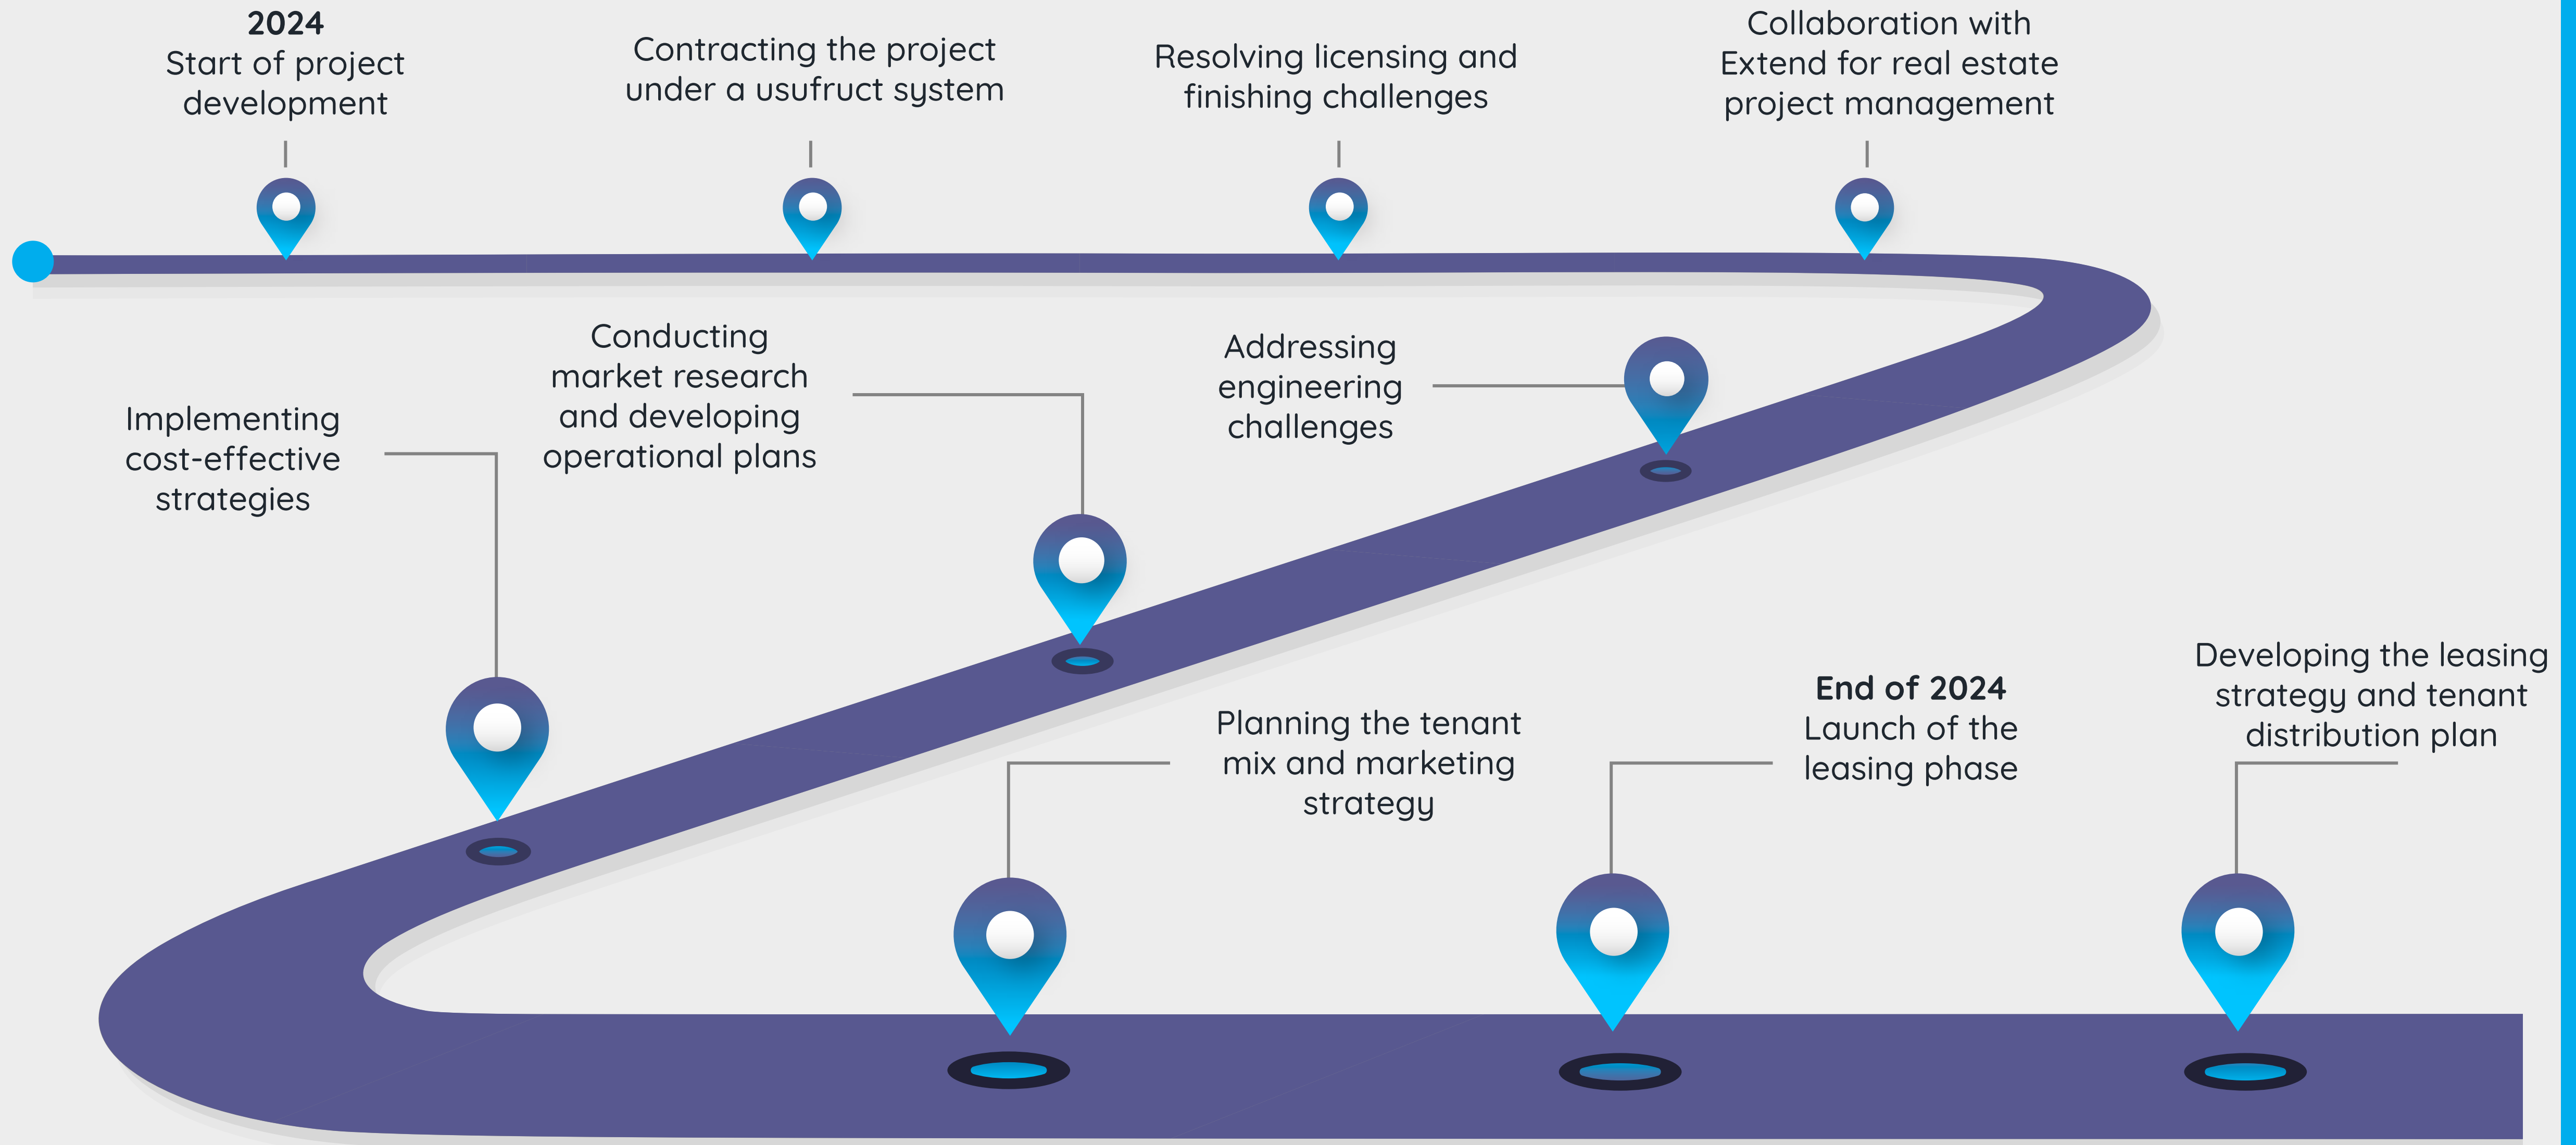 2024
Start of project
development
Contracting the project
under a usufruct system
Resolving licensing and
finishing challenges
Collaboration with
Extend for real estate
project management
Addressing
engineering
challenges
Conducting
market research
and developing
operational plans
Implementing
cost-effective
strategies
Planning the tenant
mix and marketing
strategy
End of 2024
Launch of the
leasing phase
Developing the leasing
strategy and tenant
distribution plan